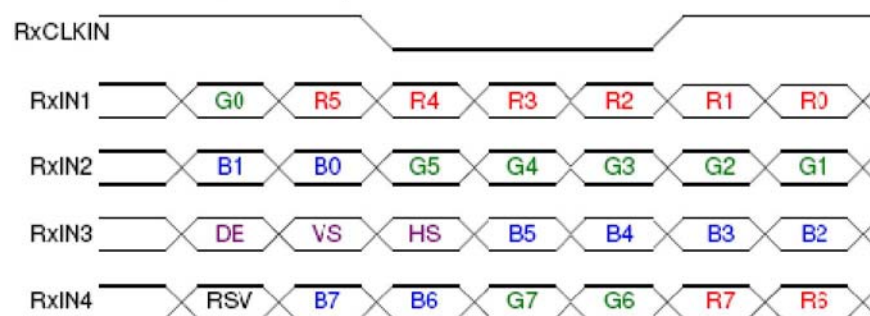 RxCLKIN
RxIN1 G0 R5 R4 R3 R2 R1 R0
RxIN2 B1 B0 G5 G4 G3 G2 G1
RxIN3 DE VS HS B5 B4 B3 B2
RxIN4 RSV B7 B6 G7 G6 R7 R6